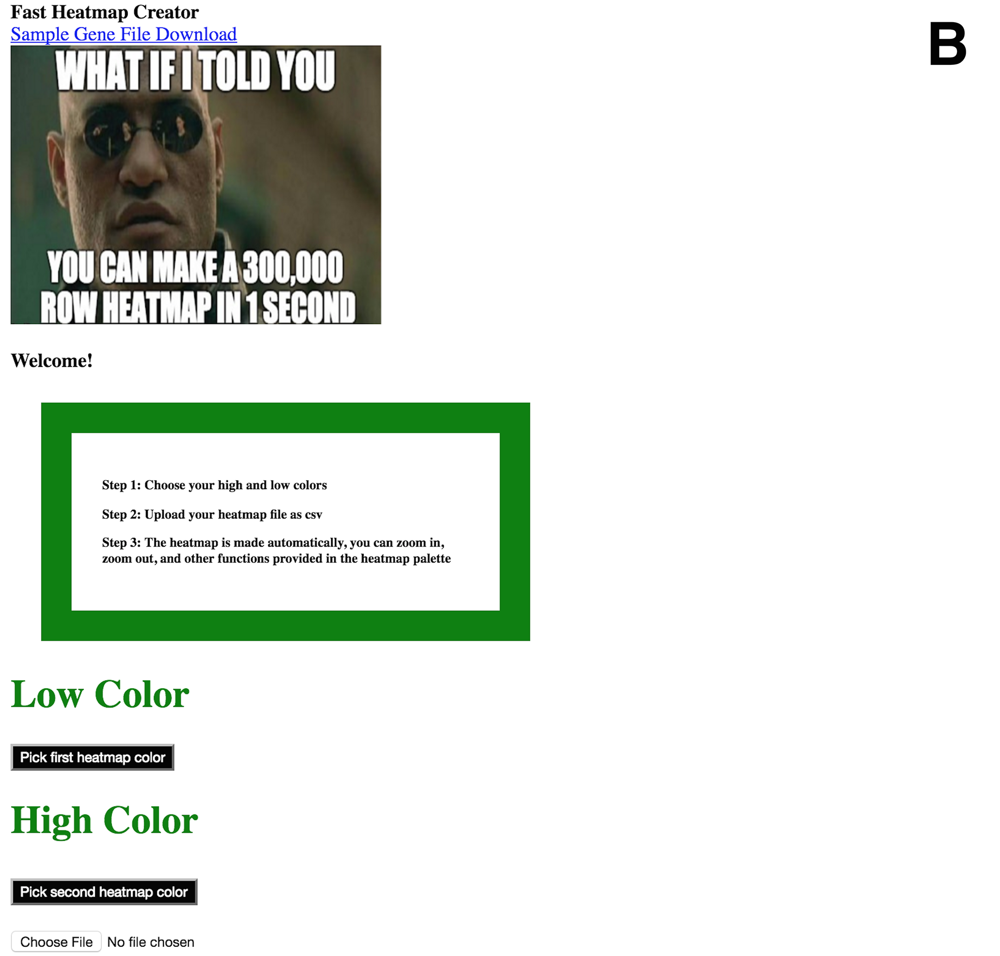 Fast Heatmap Creator
B
Sample Gene File Download
WHAT IF I TOLD YOU
YOU CAN MAKE A 300,000
ROW HEATMAP IN 1 SECOND
Welcome!
Step 1: Choose your high and low colors
Step 2: Upload your heatmap file as csv
Step 3: The heatmap is made automatically, you can zoom in,
zoom out, and other functions provided in the heatmap palette
Low Color
Pick first heatmap color
High Color
Pick second heatmap color
Choose File No file chosen